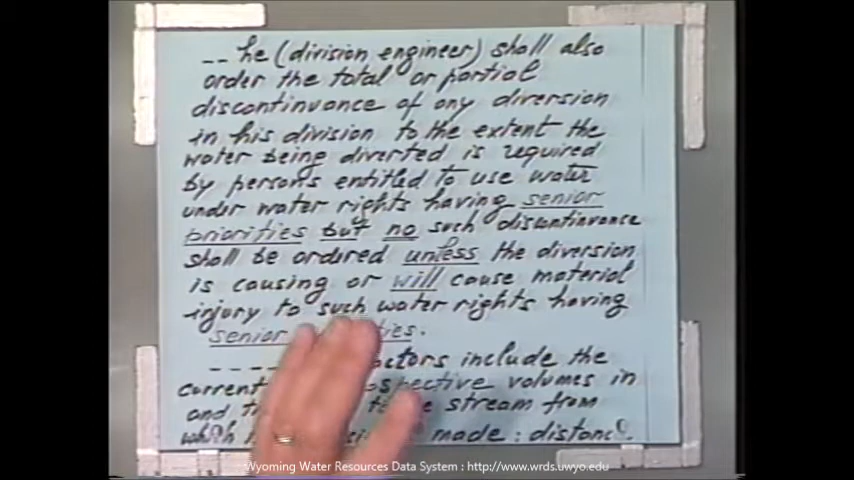 -- he (division engineer) shall also
order the total or partial
discontinuance of any diversion
in his division to the extent the
water being diverted is required
by persons entitled to use water
under water rights having senior
priorities but no such discontinuance
shall be ordered unless the diversion
is causing or will cause material
injury to such water rights having
senior ties.
---- include the
current volumes in
and stream from
which made: distance
Wyoming Water Resources Data System : http://www.wrds.uwyo.edu